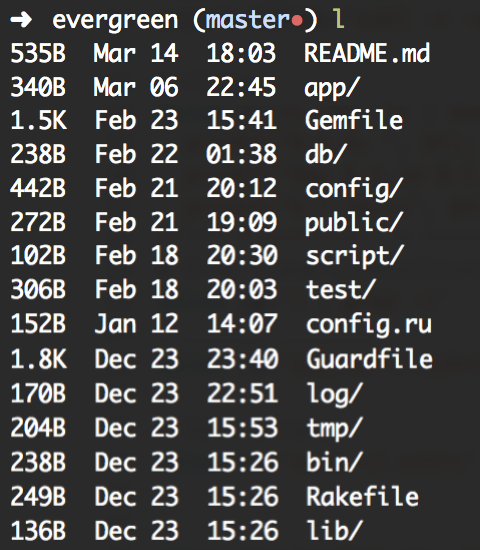 ➜ evergreen (master●) l
535B Mar 14 18:03 README.md
340B Mar 06 22:45 app/
1.5K Feb 23 15:41 Gemfile
238B Feb 22 01:38 db/
442B Feb 21 20:12 config/
272B Feb 21 19:09 public/
102B Feb 18 20:30 script/
306B Feb 18 20:03 test/
152B Jan 12 14:07 config.ru
1.8K Dec 23 23:40 Guardfile
170B Dec 23 22:51 log/
204B Dec 23 15:53 tmp/
238B Dec 23 15:26 bin/
249B Dec 23 15:26 Rakefile
136B Dec 23 15:26 lib/